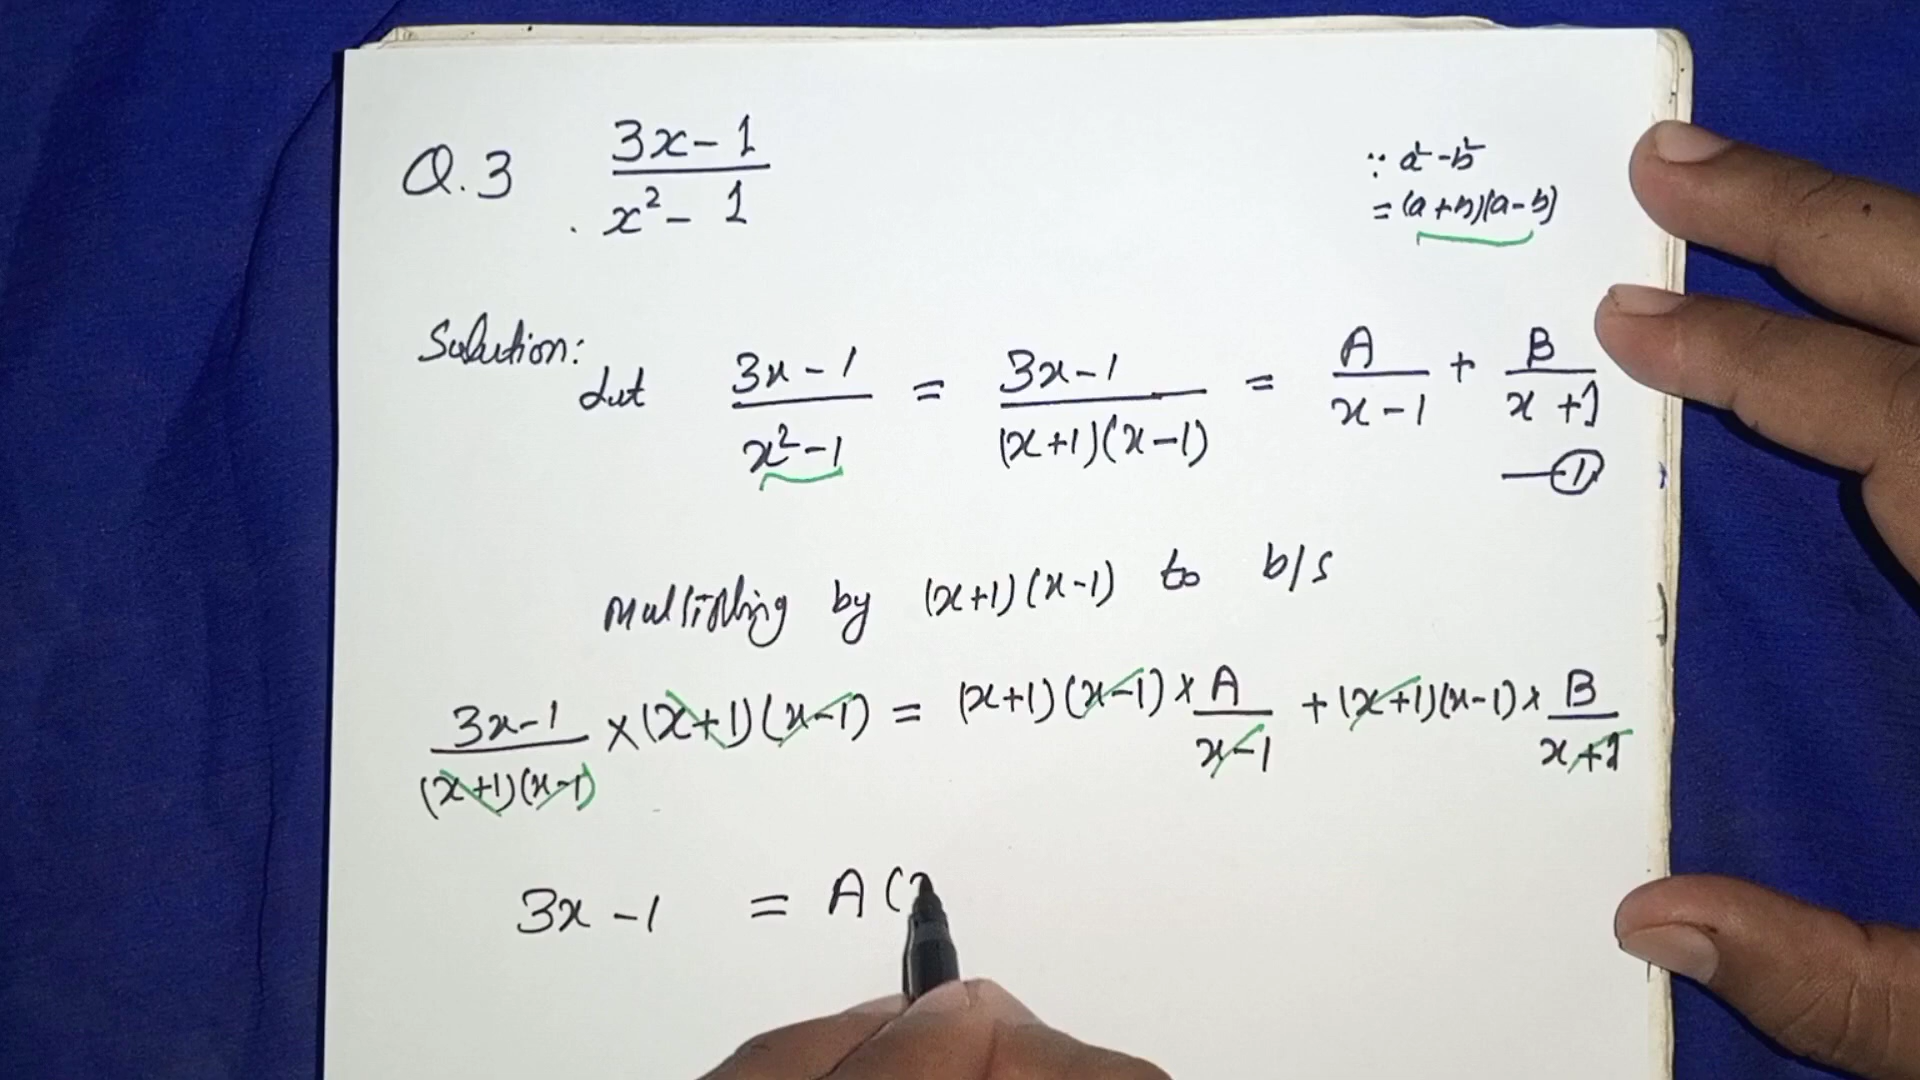 Q.3 3x-1 / x²-1
∵ a²-b²
= (a+b)(a-b)
Solution:
Let 3x-1 / x²-1 = 3x-1 / (x+1)(x-1) = A / x-1 + B / x+1
—①
Multiplying by (x+1)(x-1) to b/s
3x-1 / (x+1)(x-1) × (x+1)(x-1) = (x+1)(x-1) × A / x-1 + (x+1)(x-1) × B / x+1
3x-1 = A(